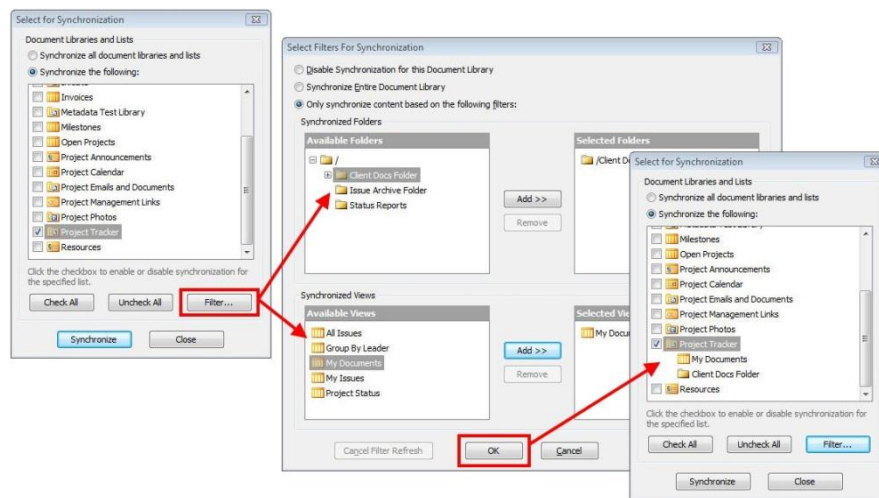 Select for Synchronization
Document Libraries and Lists
Synchronize all document libraries and lists
Synchronize the following:
Invoices
Metadata Test Library
Milestones
Open Projects
Project Announcements
Project Calendar
Project Emails and Documents
Project Management Links
Project Photos
Project Tracker
Resources
Click the checkbox to enable or disable synchronization for
the specified list.
Check All Uncheck All Filter...
Synchronize Close
Select Filters For Synchronization
Disable Synchronization for this Document Library
Synchronize Entire Document Library
Only synchronize content based on the following filters:
Synchronized Folders
Available Folders
/
Client Docs Folder
Issue Archive Folder
Status Reports
Add >>
Remove
Selected Folders
/Client D
Synchronized Views
Available Views
All Issues
Group By Leader
My Documents
My Issues
Project Status
Add >>
Remove
Selected Vie
My Docu
Cancel Filter Refresh OK Cancel
Select for Synchronization
Document Libraries and Lists
Synchronize all document libraries and lists
Synchronize the following:
Milestones
Open Projects
Project Announcements
Project Calendar
Project Emails and Documents
Project Management Links
Project Photos
Project Tracker
My Documents
Client Docs Folder
Resources
Click the checkbox to enable or disable synchronization for
the specified list.
Check All Uncheck All Filter...
Synchronize Close